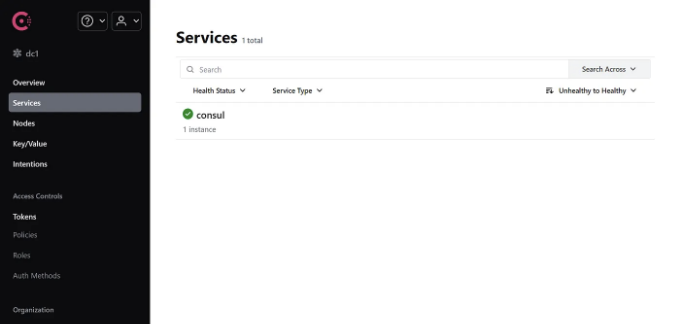 dc1
Overview
Services
Nodes
Key/Value
Intentions
Access Controls
Tokens
Policies
Roles
Auth Methods
Organization
Services 1 total
Search
Search Across
Health Status
Service Type
Unhealthy to Healthy
consul
1 instance